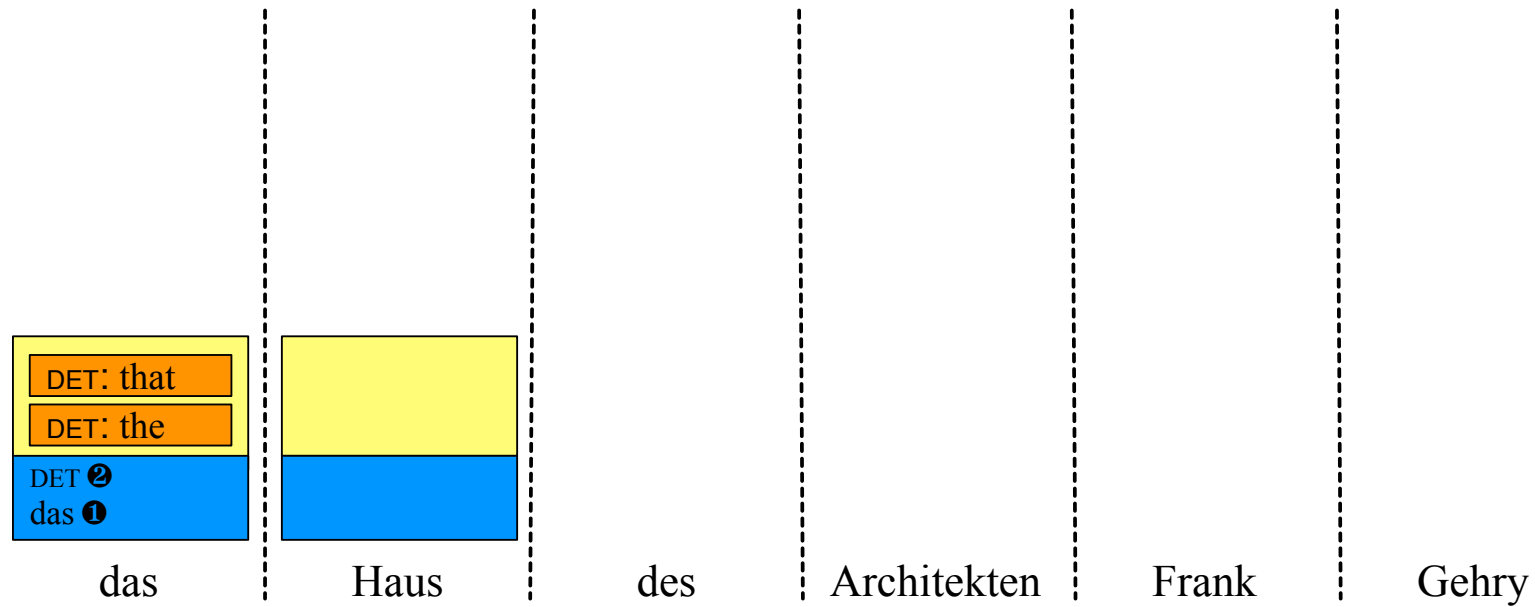 DET: that
DET: the
DET ❷
das ❶
das Haus des Architekten Frank Gehry